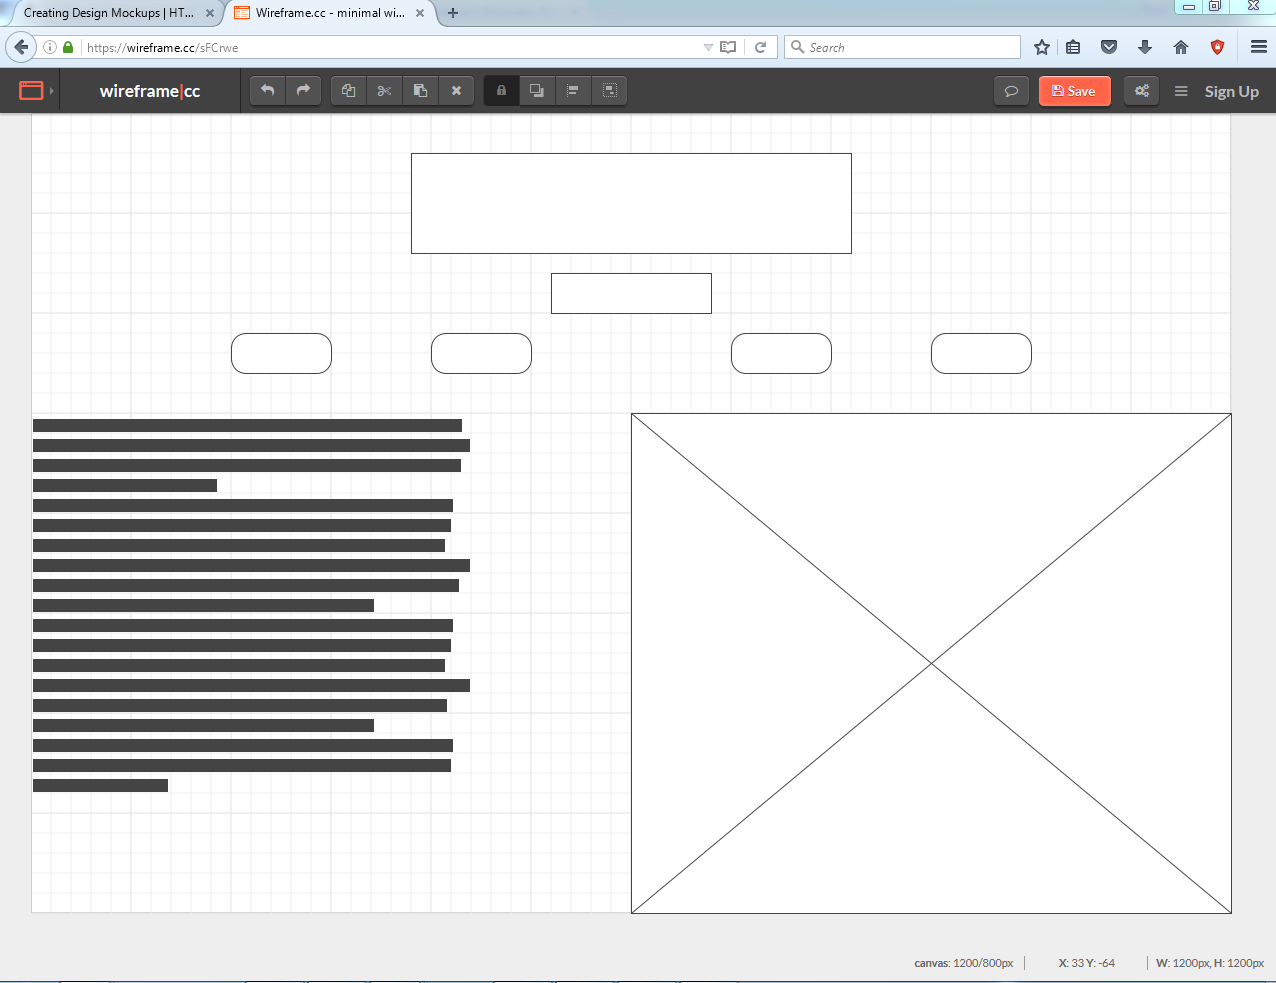 Creating Design Mockups | HT...
Wireframe.cc - minimal wi...
https://wireframe.cc/sFCrwe
Search
wireframe|cc
Save
Sign Up
canvas: 1200/800px
X: 33 Y: -64
W: 1200px, H: 1200px